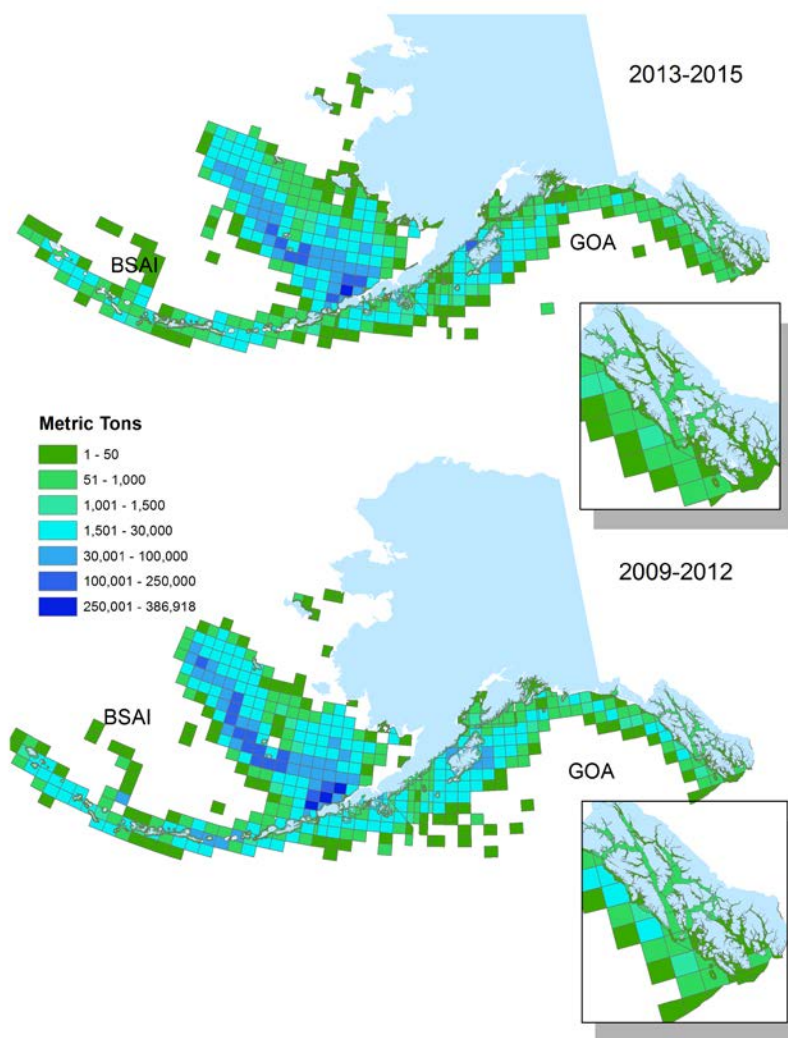 2013-2015
GOA
BSAI
Metric Tons
1 - 50
51 - 1,000
1,001 - 1,500
1,501 - 30,000
30,001 - 100,000
100,001 - 250,000
250,001 - 386,918
2009-2012
BSAI
GOA